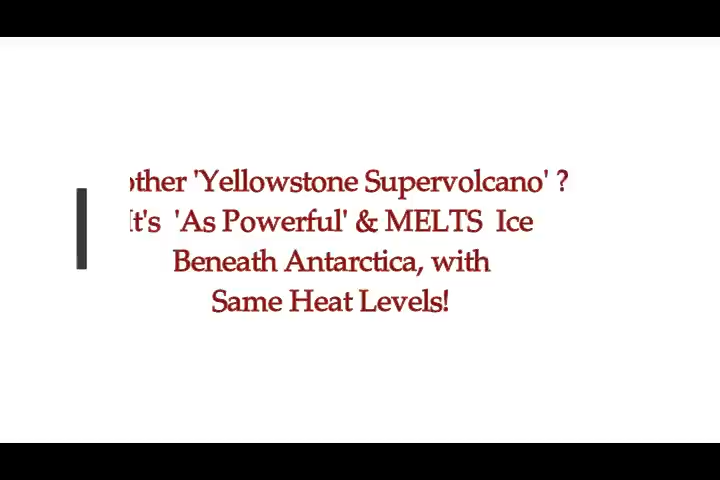 other 'Yellowstone Supervolcano' ?
It's 'As Powerful' & MELTS Ice
Beneath Antarctica, with
Same Heat Levels!